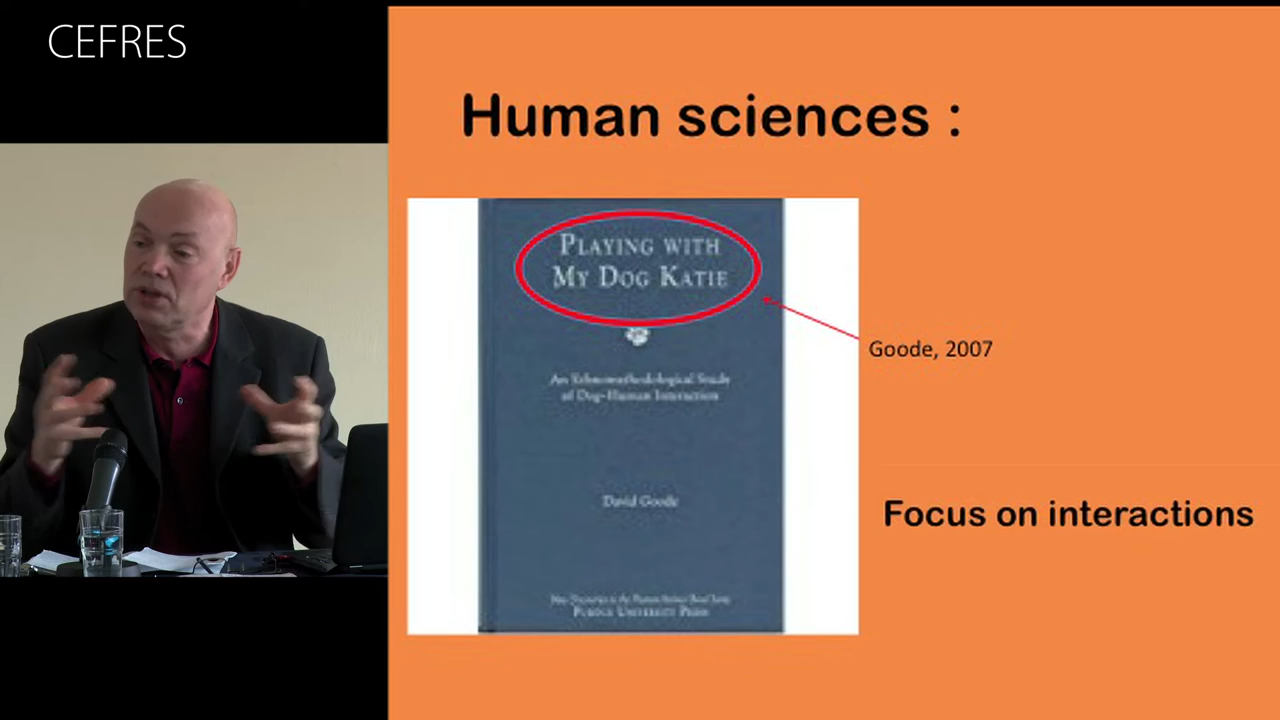 CEFRES
Human sciences :
PLAYING WITH
MY DOG KATIE
Goode, 2007
An Ethnomethodological Study
of Dog-Human Interaction
David Goode
Focus on interactions
PURDUE UNIVERSITY PRESS